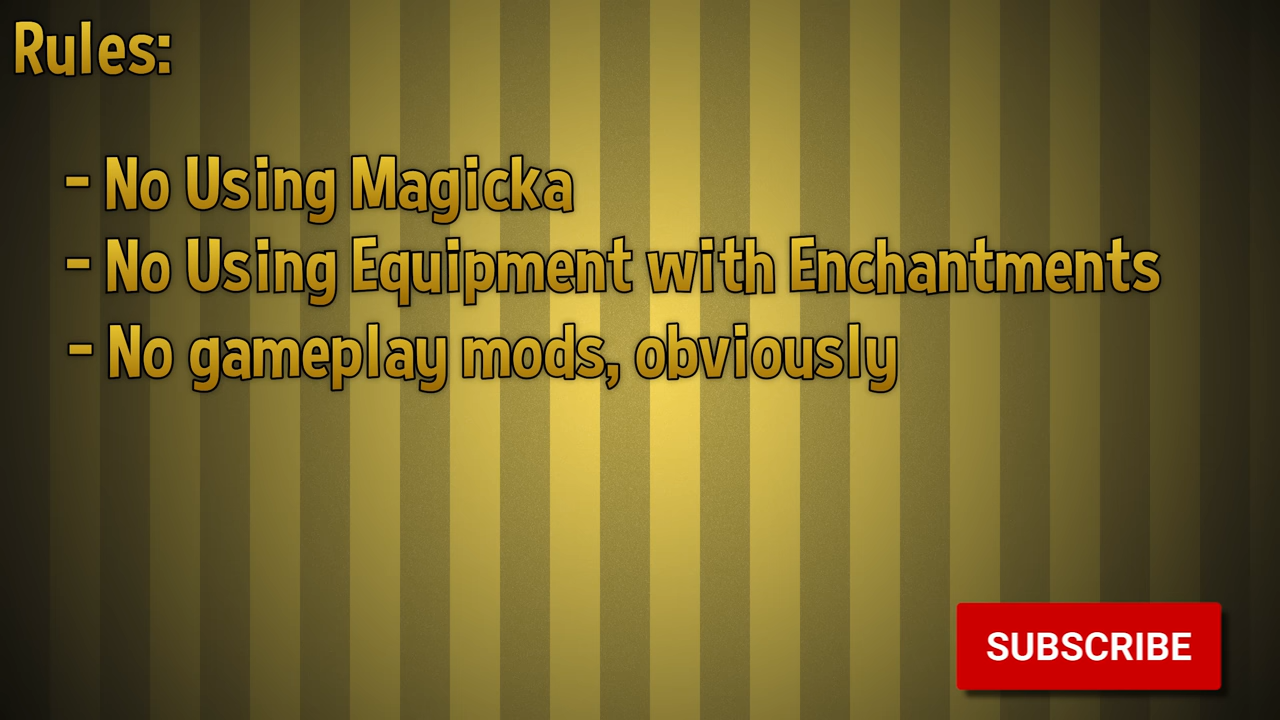 Rules:
- No Using Magicka
- No Using Equipment with Enchantments
- No gameplay mods, obviously
SUBSCRIBE